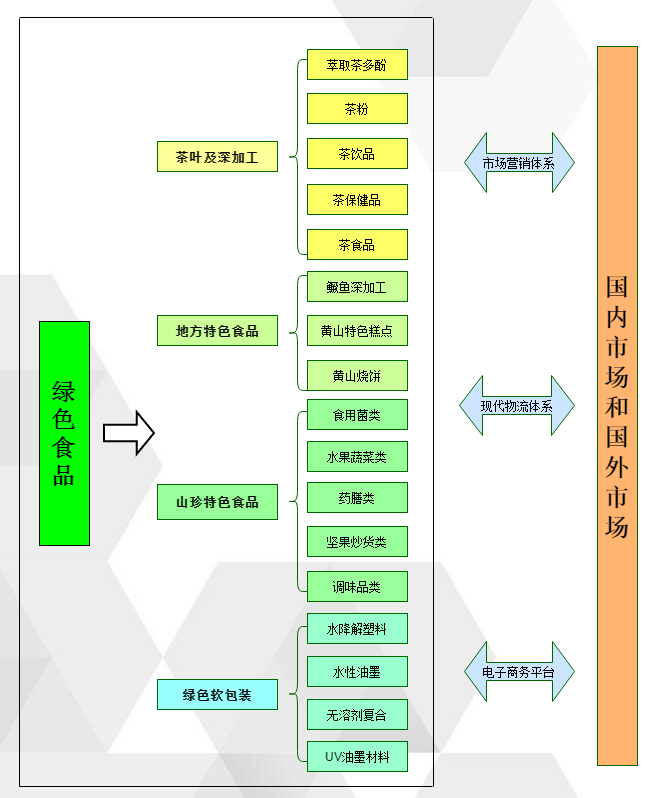 绿色食品
茶叶及深加工
萃取茶多酚
茶粉
茶饮品
茶保健品
茶食品
地方特色食品
鳜鱼深加工
黄山特色糕点
黄山烧饼
山珍特色食品
食用菌类
水果蔬菜类
药膳类
坚果炒货类
调味品类
绿色软包装
水降解塑料
水性油墨
无溶剂复合
UV油墨材料
市场营销体系
现代物流体系
电子商务平台
国内市场和国外市场